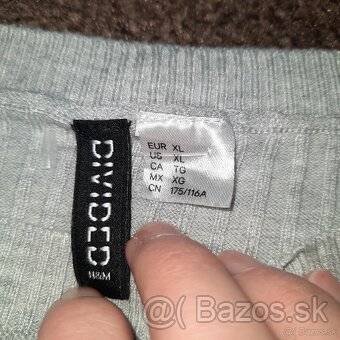 DIVIDED
H&M
EUR XL
US XL
CA TG
MX XG
CN 175/116A
Bazos.sk